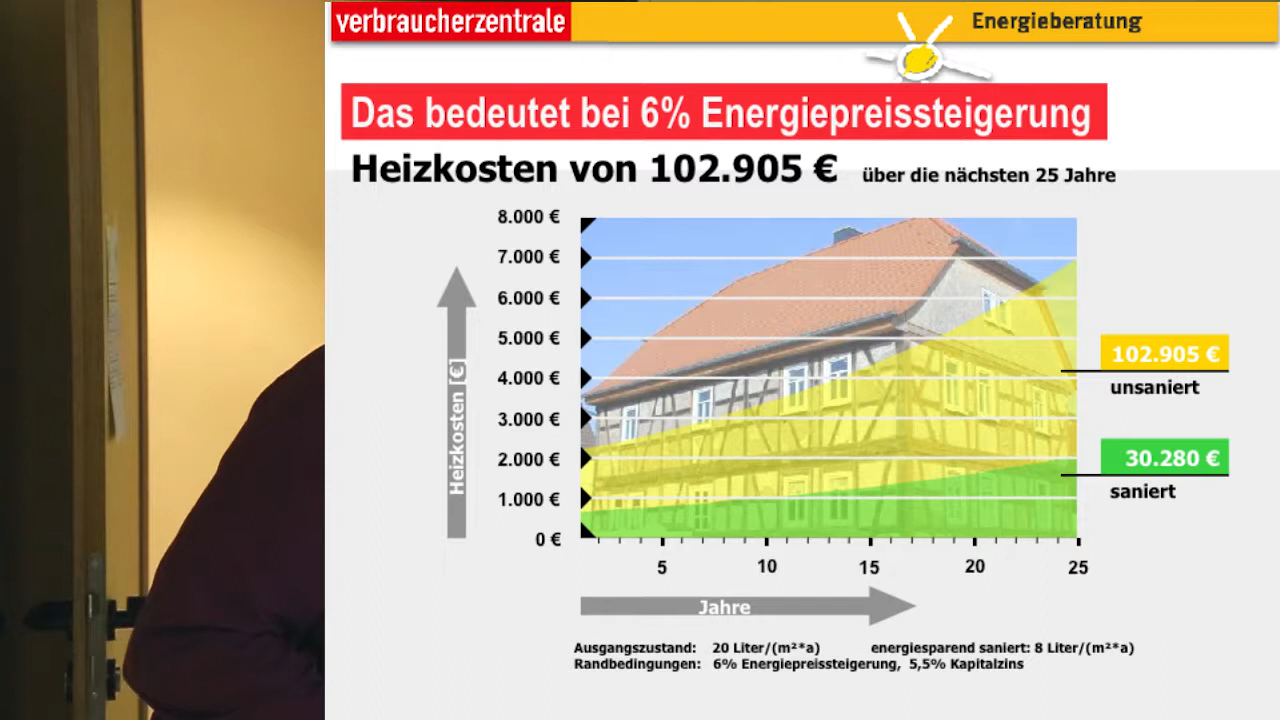 verbraucherzentrale
Energieberatung
Das bedeutet bei 6% Energiepreissteigerung
Heizkosten von 102.905 € über die nächsten 25 Jahre
8.000 €
7.000 €
6.000 €
5.000 €
4.000 €
3.000 €
2.000 €
1.000 €
0 €
Heizkosten [€]
102.905 €
unsaniert
30.280 €
saniert
5 10 15 20 25
Jahre
Ausgangszustand: 20 Liter/(m²*a) energiesparend saniert: 8 Liter/(m²*a)
Randbedingungen: 6% Energiepreissteigerung, 5,5% Kapitalzins